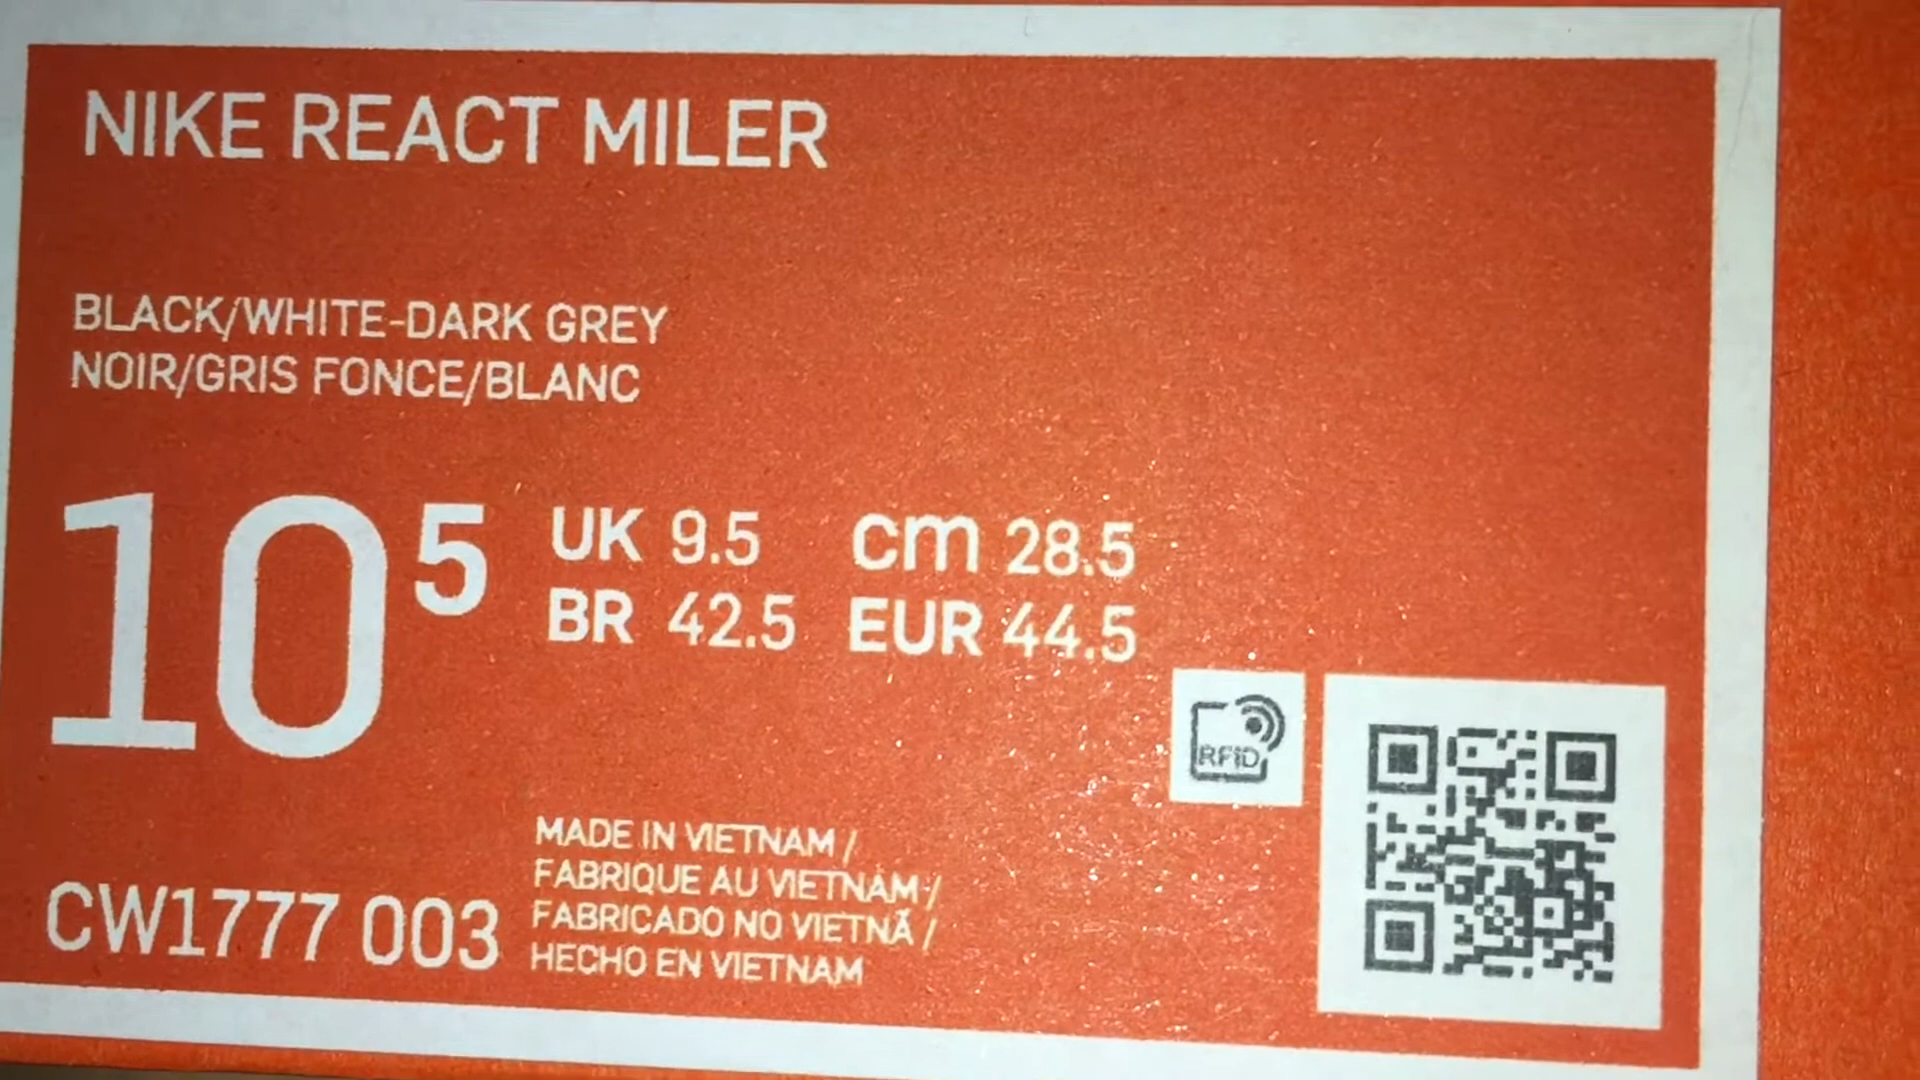 NIKE REACT MILER
BLACK/WHITE-DARK GREY
NOIR/GRIS FONCE/BLANC
10 5
UK 9.5 cm 28.5
BR 42.5 EUR 44.5
RFID
MADE IN VIETNAM /
FABRIQUE AU VIETNAM /
FABRICADO NO VIETNÃ /
HECHO EN VIETNAM
CW1777 003